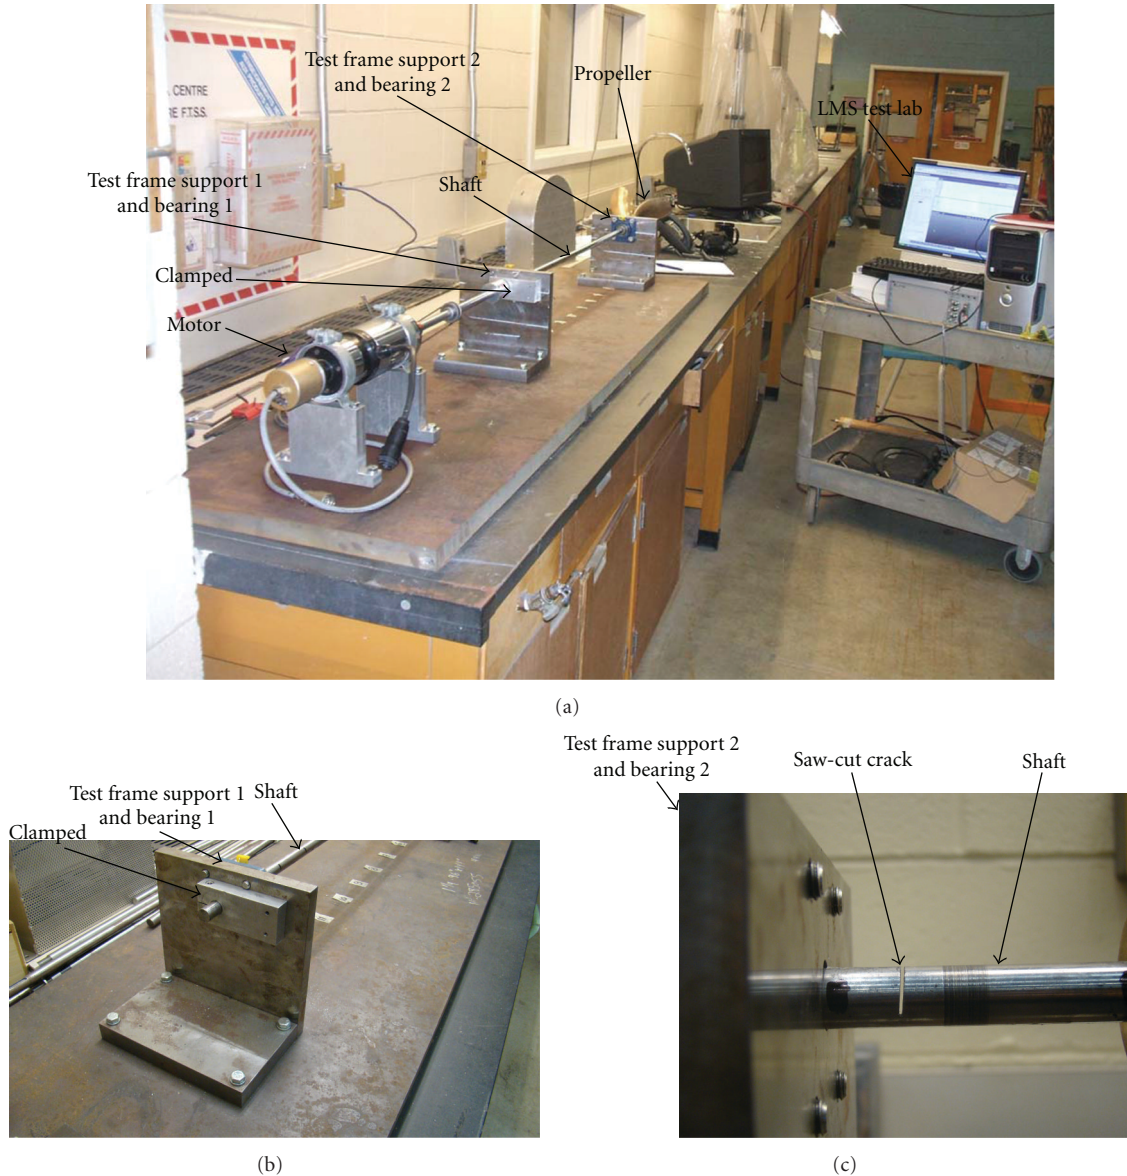 CENTRE
RE F.T.S.S.
Test frame support 2
and bearing 2
Propeller
LMS test lab
Test frame support 1
and bearing 1
Shaft
Clamped
Motor
(a)
Test frame support 1
and bearing 1
Shaft
Clamped
(b)
Test frame support 2
and bearing 2
Saw-cut crack
Shaft
(c)